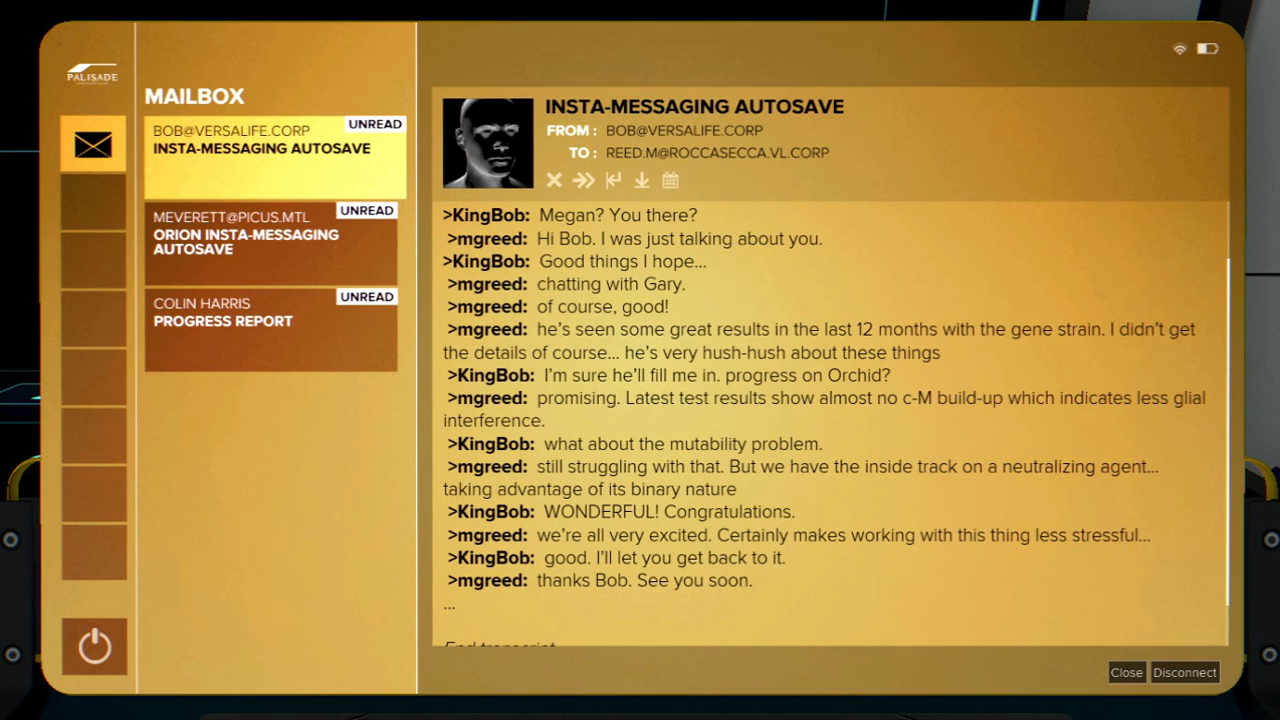 PALISADE
MAILBOX
BOB@VERSALIFE.CORP
UNREAD
INSTA-MESSAGING AUTOSAVE
MEVERETT@PICUS.MTL
UNREAD
ORION INSTA-MESSAGING
AUTOSAVE
COLIN HARRIS
UNREAD
PROGRESS REPORT
INSTA-MESSAGING AUTOSAVE
FROM : BOB@VERSALIFE.CORP
TO : REED.M@ROCCASECCA.VL.CORP
>KingBob: Megan? You there?
>mgreed: Hi Bob. I was just talking about you.
>KingBob: Good things I hope...
>mgreed: chatting with Gary.
>mgreed: of course, good!
>mgreed: he's seen some great results in the last 12 months with the gene strain. I didn't get
the details of course... he's very hush-hush about these things
>KingBob: I'm sure he'll fill me in. progress on Orchid?
>mgreed: promising. Latest test results show almost no c-M build-up which indicates less glial
interference.
>KingBob: what about the mutability problem.
>mgreed: still struggling with that. But we have the inside track on a neutralizing agent...
taking advantage of its binary nature
>KingBob: WONDERFUL! Congratulations.
>mgreed: we're all very excited. Certainly makes working with this thing less stressful...
>KingBob: good. I'll let you get back to it.
>mgreed: thanks Bob. See you soon.
...
End transcript
Close
Disconnect